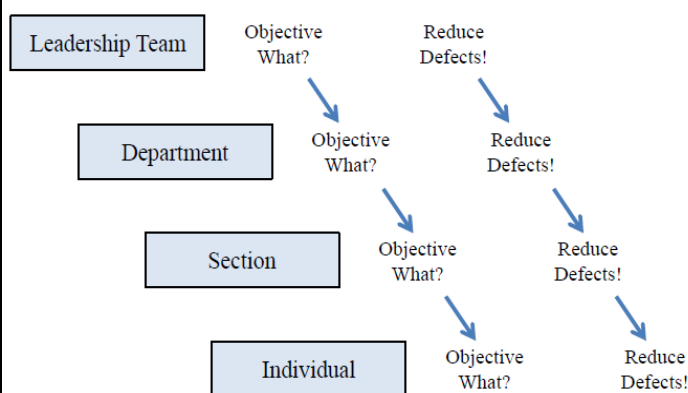 Leadership Team
Objective
What?
Reduce
Defects!
Department
Objective
What?
Reduce
Defects!
Section
Objective
What?
Reduce
Defects!
Individual
Objective
What?
Reduce
Defects!